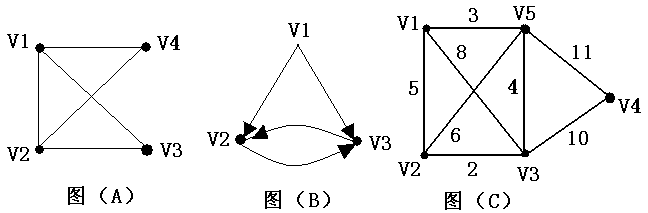 V1 V4
V2 V3
图（A）
V1
V2 V3
图（B）
V1 3 V5
8 11
5 4 V4
6 10
V2 2 V3
图（C）